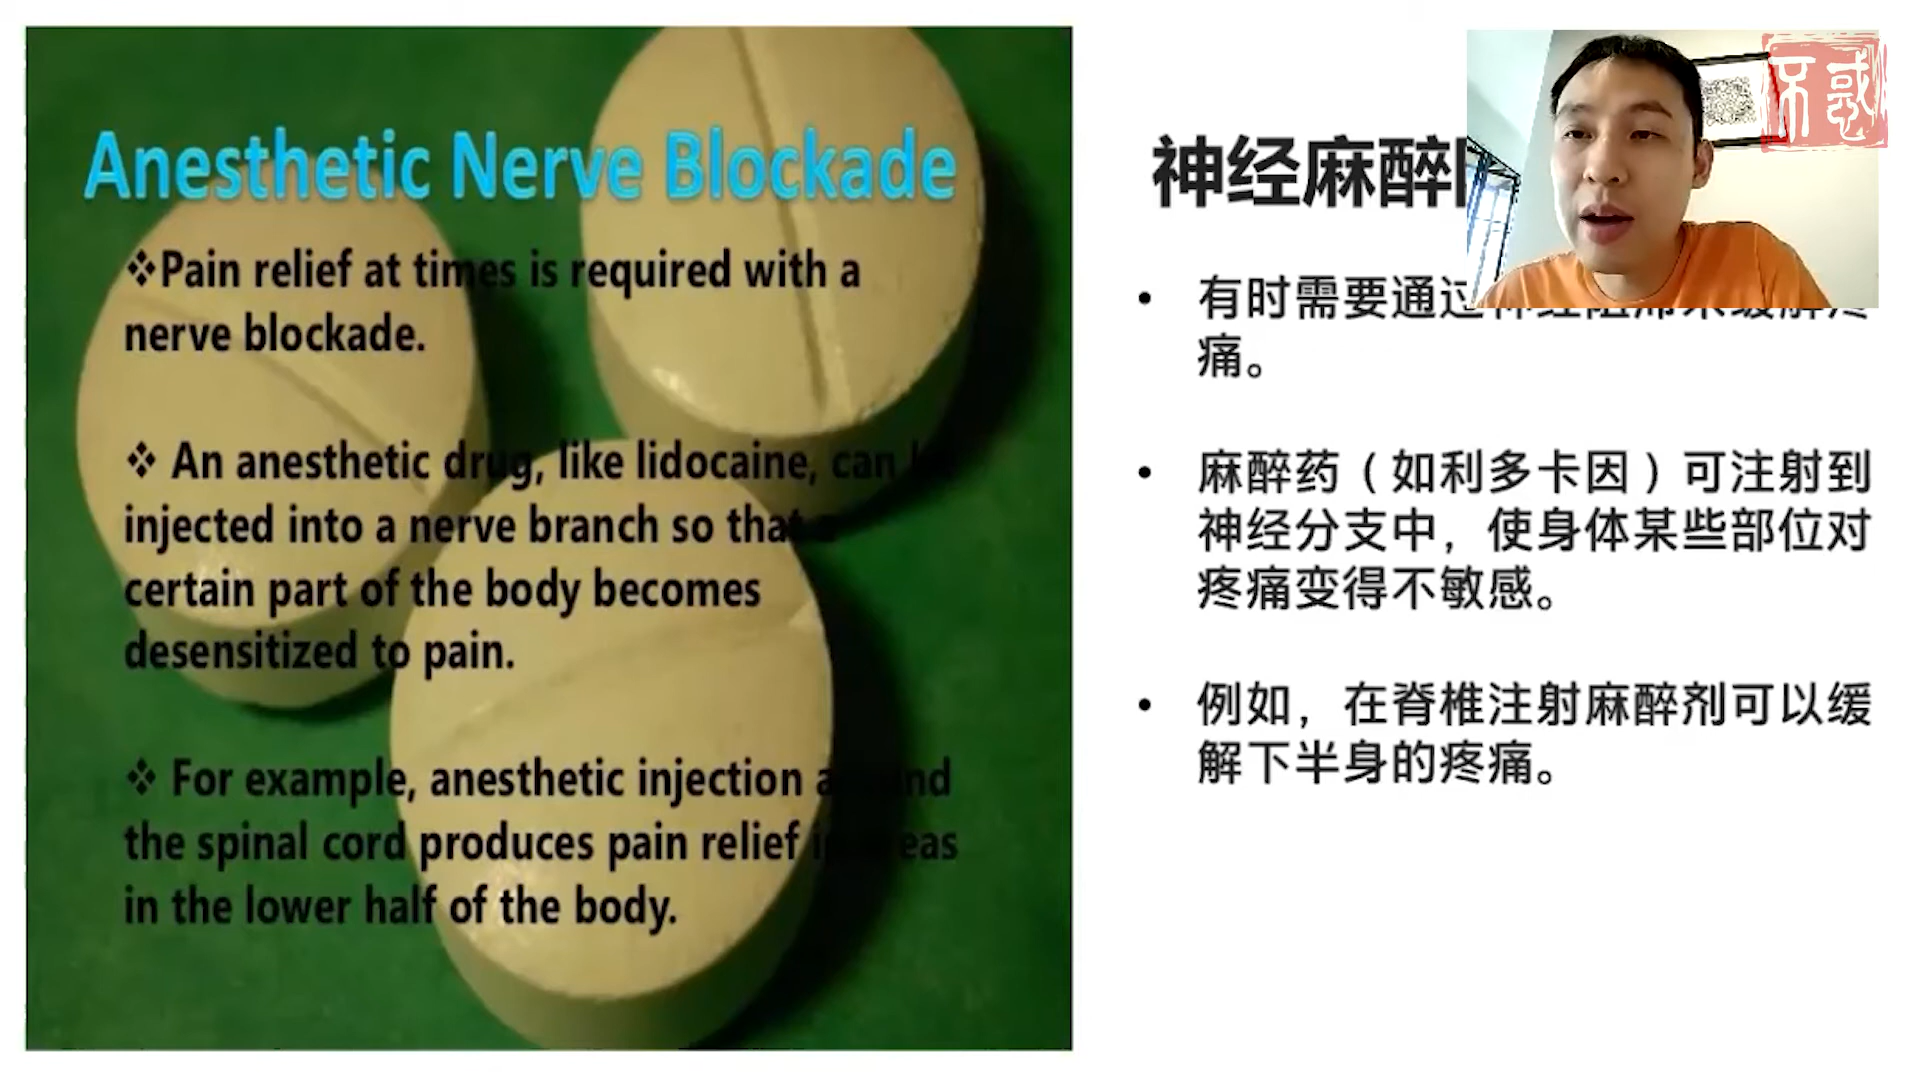 Anesthetic Nerve Blockade
❖Pain relief at times is required with a
nerve blockade.
❖ An anesthetic drug, like lidocaine, can
injected into a nerve branch so that a
certain part of the body becomes
desensitized to pain.
❖ For example, anesthetic injection
the spinal cord produces pain relief
in the lower half of the body.
神经麻醉
• 有时需要通过
痛。
• 麻醉药（如利多卡因）可注射到
神经分支中，使身体某些部位对
疼痛变得不敏感。
• 例如，在脊椎注射麻醉剂可以缓
解下半身的疼痛。
不惑